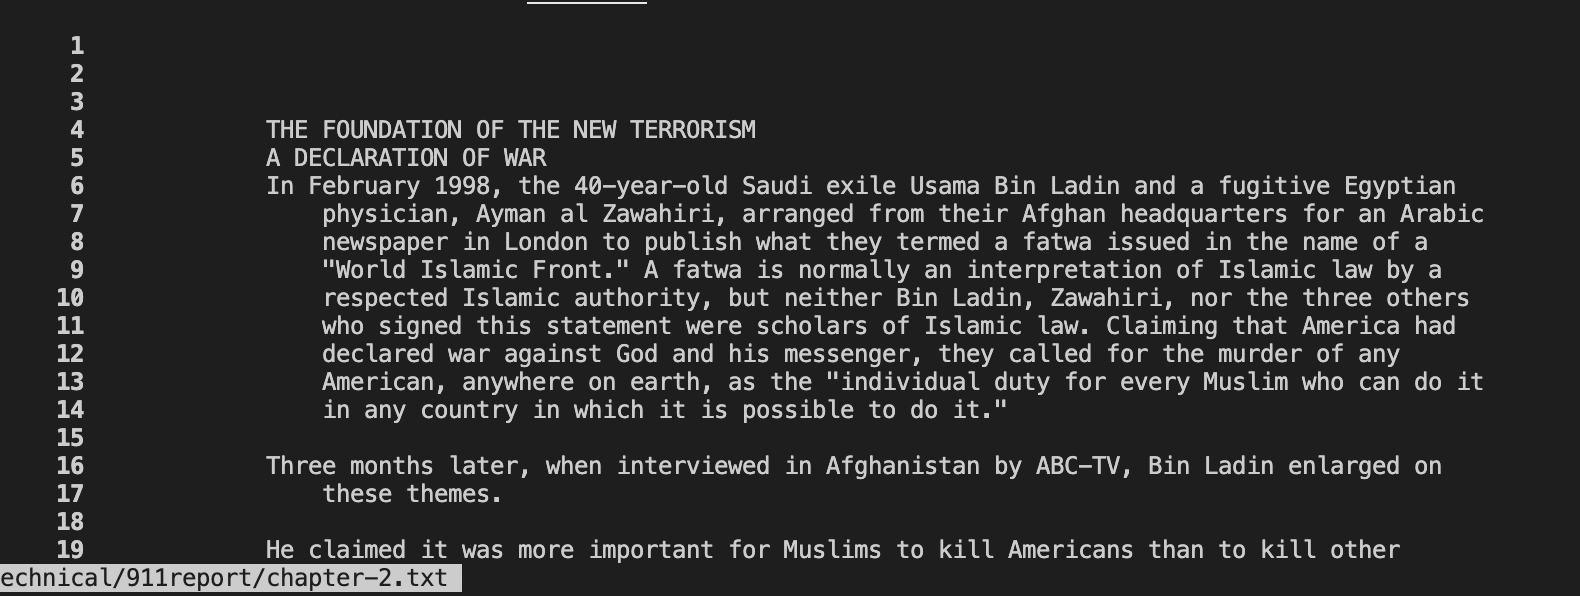 1
2
3
4 THE FOUNDATION OF THE NEW TERRORISM
5 A DECLARATION OF WAR
6 In February 1998, the 40-year-old Saudi exile Usama Bin Ladin and a fugitive Egyptian
7 physician, Ayman al Zawahiri, arranged from their Afghan headquarters for an Arabic
8 newspaper in London to publish what they termed a fatwa issued in the name of a
9 "World Islamic Front." A fatwa is normally an interpretation of Islamic law by a
10 respected Islamic authority, but neither Bin Ladin, Zawahiri, nor the three others
11 who signed this statement were scholars of Islamic law. Claiming that America had
12 declared war against God and his messenger, they called for the murder of any
13 American, anywhere on earth, as the "individual duty for every Muslim who can do it
14 in any country in which it is possible to do it."
15
16 Three months later, when interviewed in Afghanistan by ABC-TV, Bin Ladin enlarged on
17 these themes.
18
19 He claimed it was more important for Muslims to kill Americans than to kill other
echnical/911report/chapter-2.txt